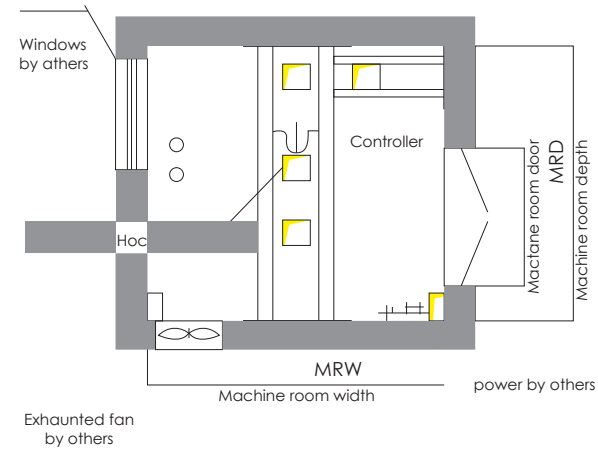 Windows
by athers
Controller
Mactane room door
MRD
Machine room depth
Hoc
MRW
Machine room width
power by others
Exhaunted fan
by others